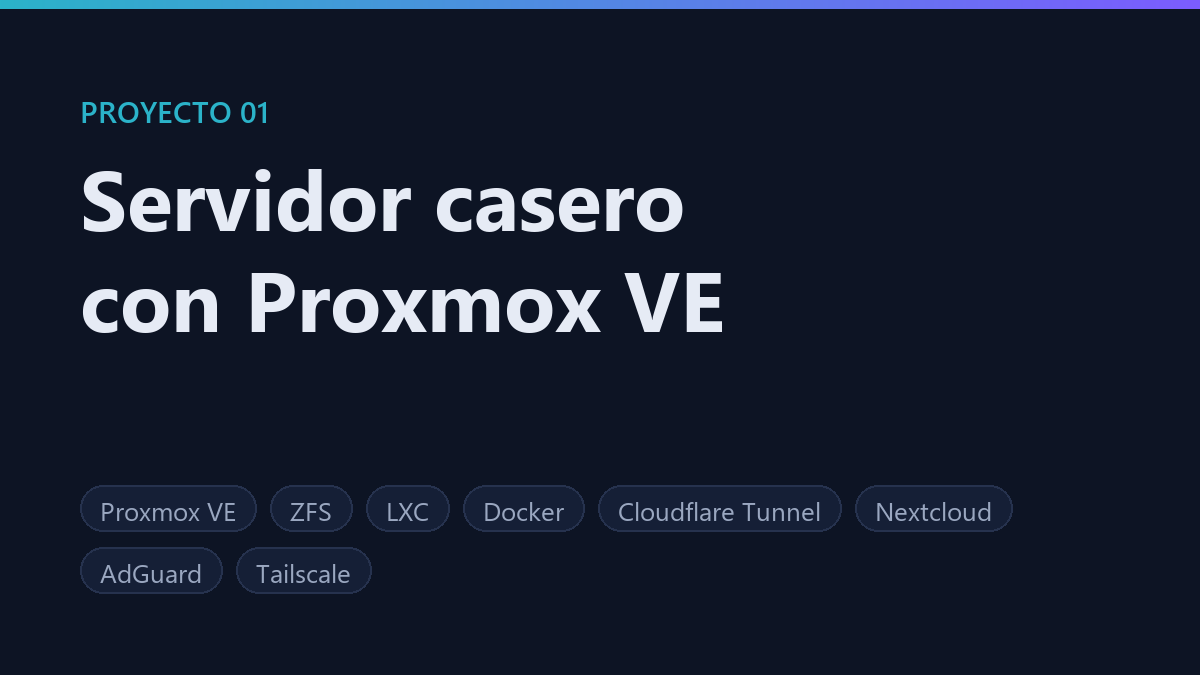 PROYECTO 01
Servidor casero
con Proxmox VE
Proxmox VE ZFS LXC Docker Cloudflare Tunnel Nextcloud
AdGuard Tailscale